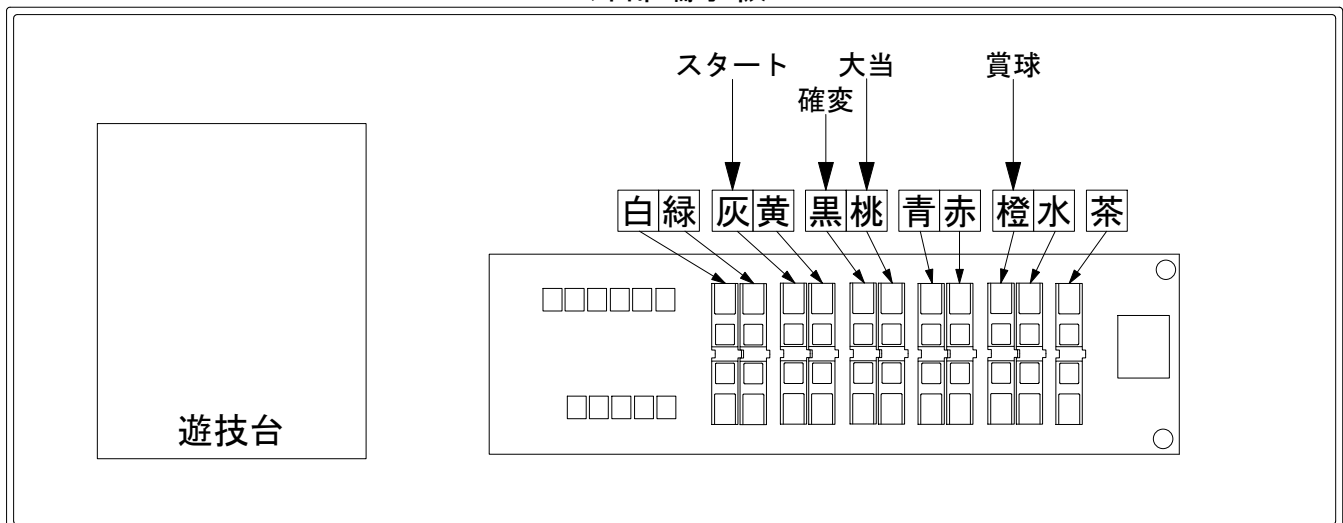 スタート 大当 賞球
確変
白 緑 灰 黄 黒 桃 青 赤 橙 水 茶
遊技台